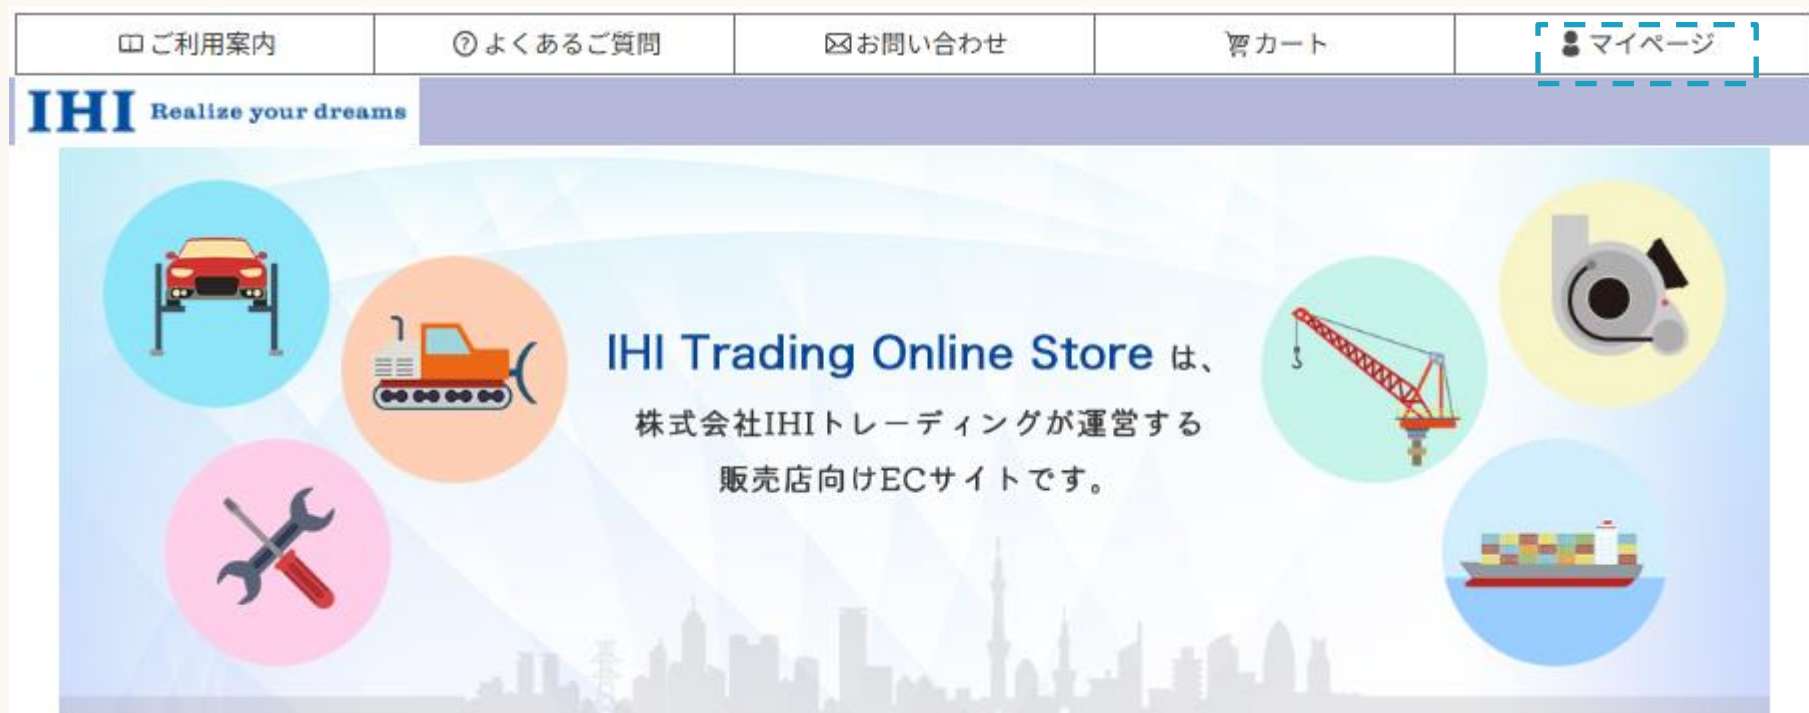 ご利用案内
よくあるご質問
お問い合わせ
カート
マイページ
IHI Realize your dreams
IHI Trading Online Store は、
株式会社IHIトレーディングが運営する
販売店向けECサイトです。